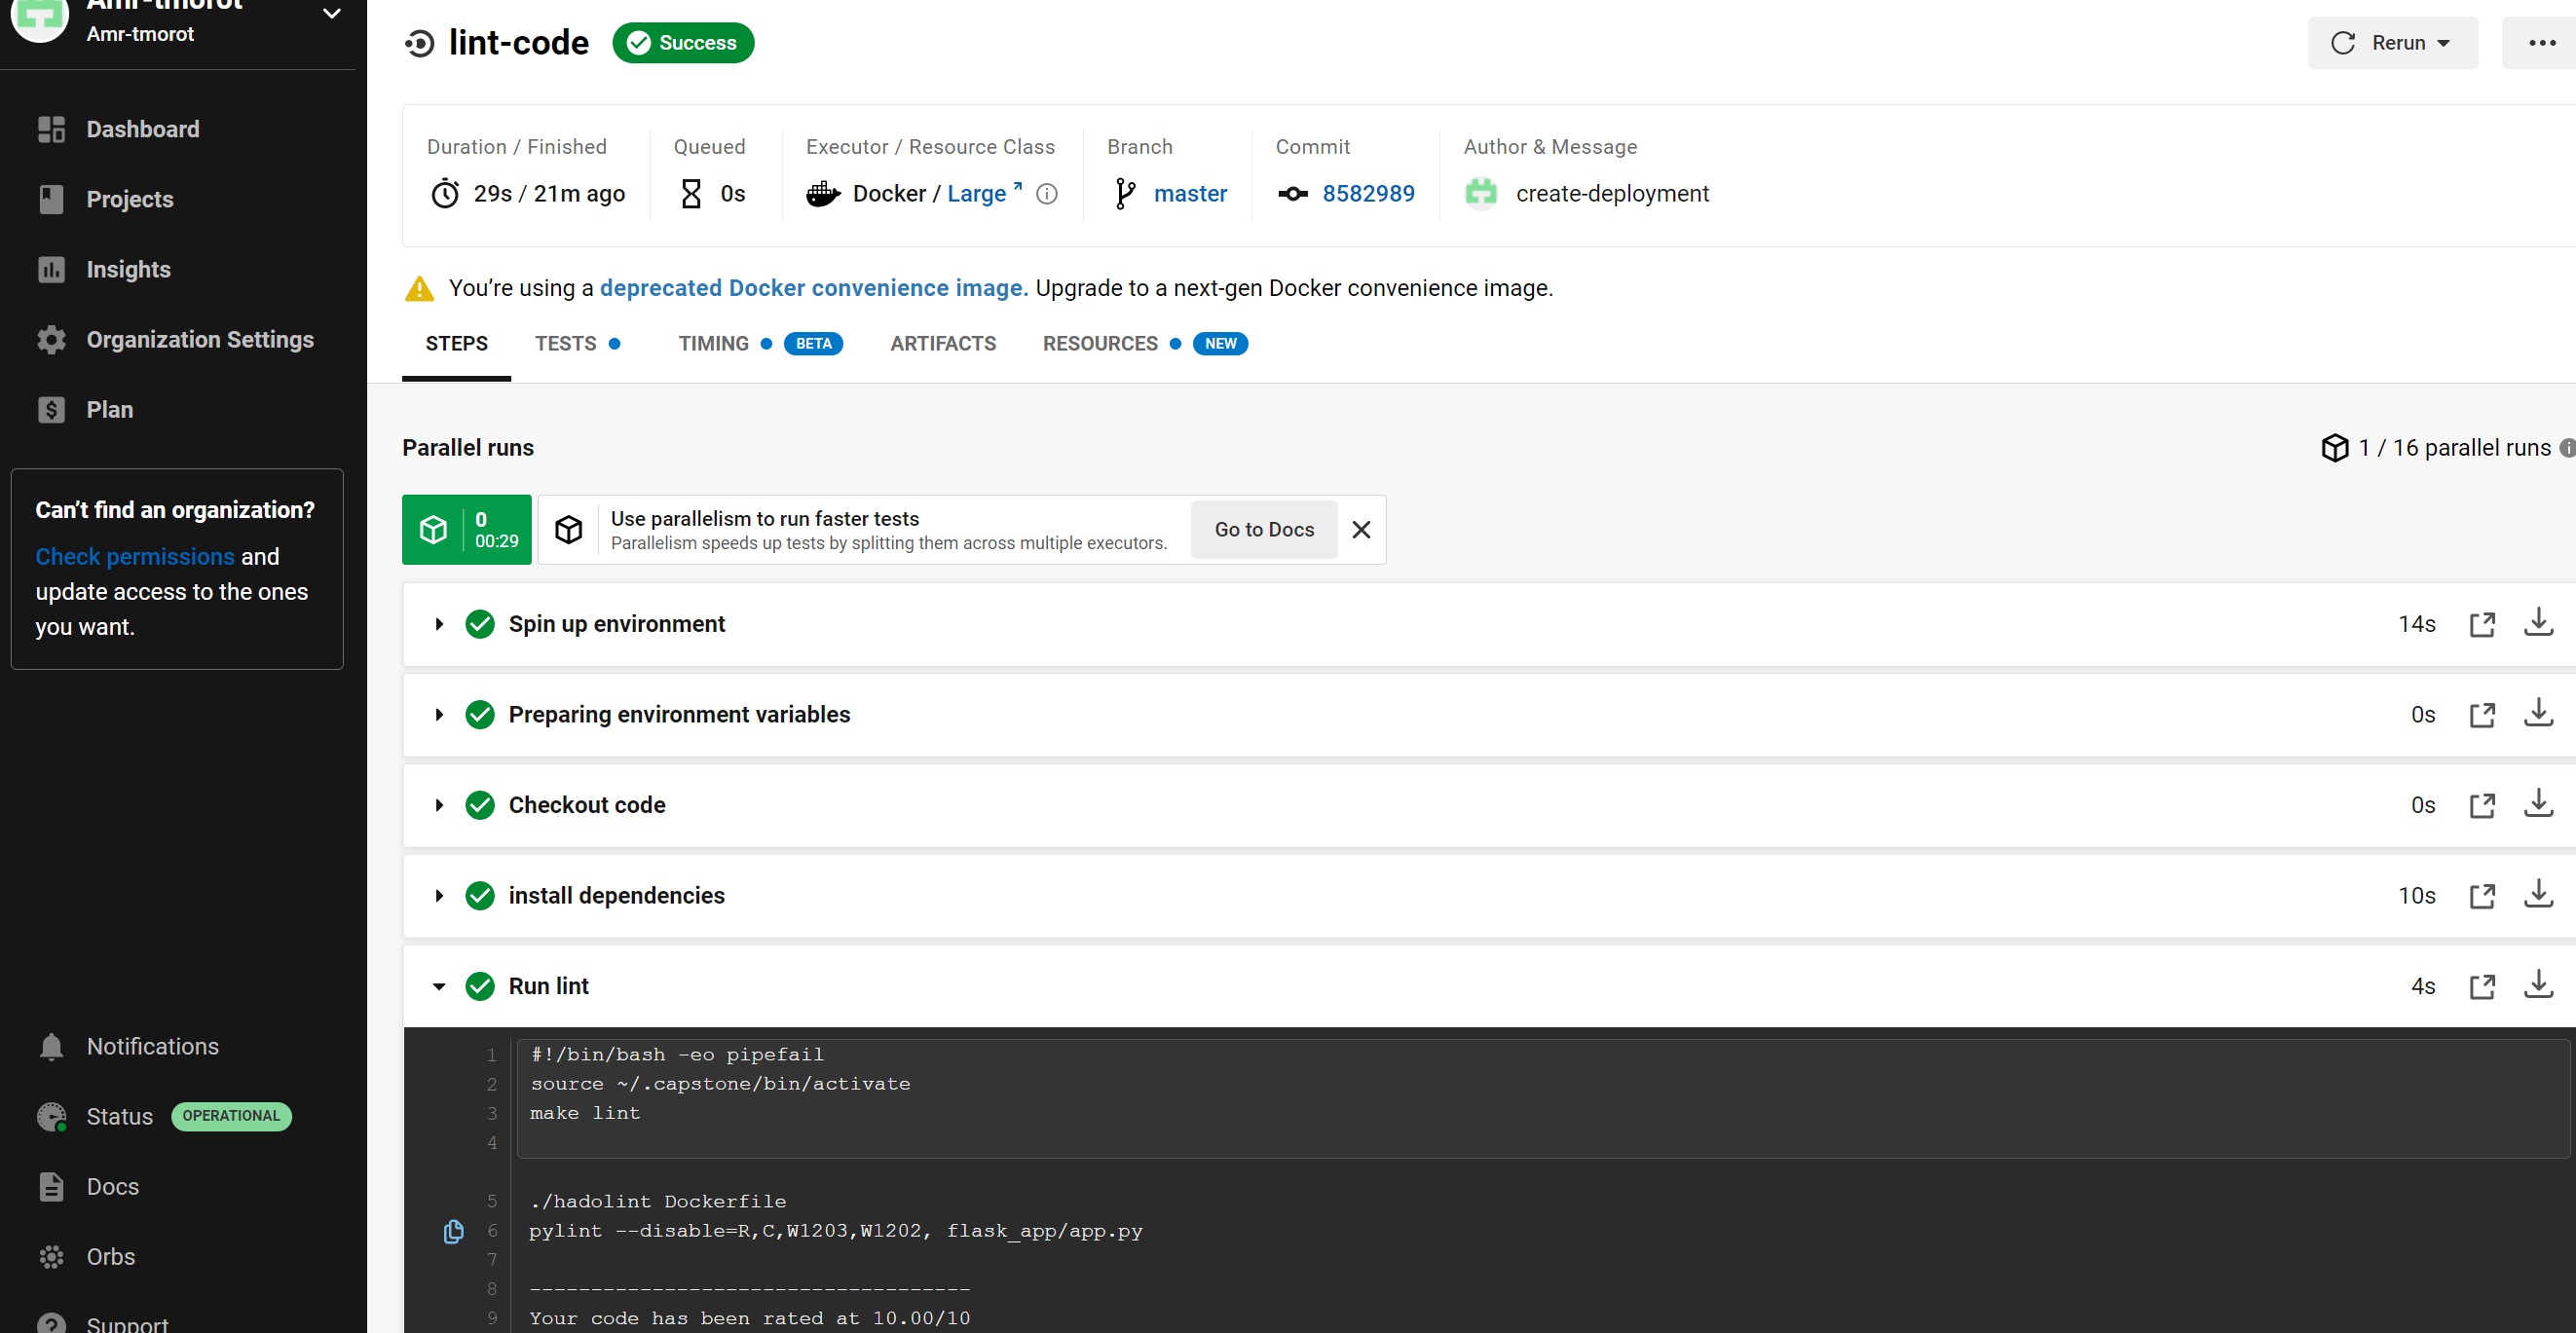 Amr-tmorot
Amr-tmorot
Dashboard
Projects
Insights
Organization Settings
Plan
Can't find an organization?
Check permissions and
update access to the ones
you want.
Notifications
Status OPERATIONAL
Docs
Orbs
Support
lint-code Success
Rerun
Duration / Finished
29s / 21m ago
Queued
0s
Executor / Resource Class
Docker / Large
Branch
master
Commit
8582989
Author & Message
create-deployment
You're using a deprecated Docker convenience image. Upgrade to a next-gen Docker convenience image.
STEPS TESTS TIMING BETA ARTIFACTS RESOURCES NEW
Parallel runs
1 / 16 parallel runs
0
00:29
Use parallelism to run faster tests
Parallelism speeds up tests by splitting them across multiple executors.
Go to Docs
Spin up environment 14s
Preparing environment variables 0s
Checkout code 0s
install dependencies 10s
Run lint 4s
1 #!/bin/bash -eo pipefail
2 source ~/.capstone/bin/activate
3 make lint
4
5 ./hadolint Dockerfile
6 pylint --disable=R,C,W1203,W1202, flask_app/app.py
7
8 ------------------------------------
9 Your code has been rated at 10.00/10